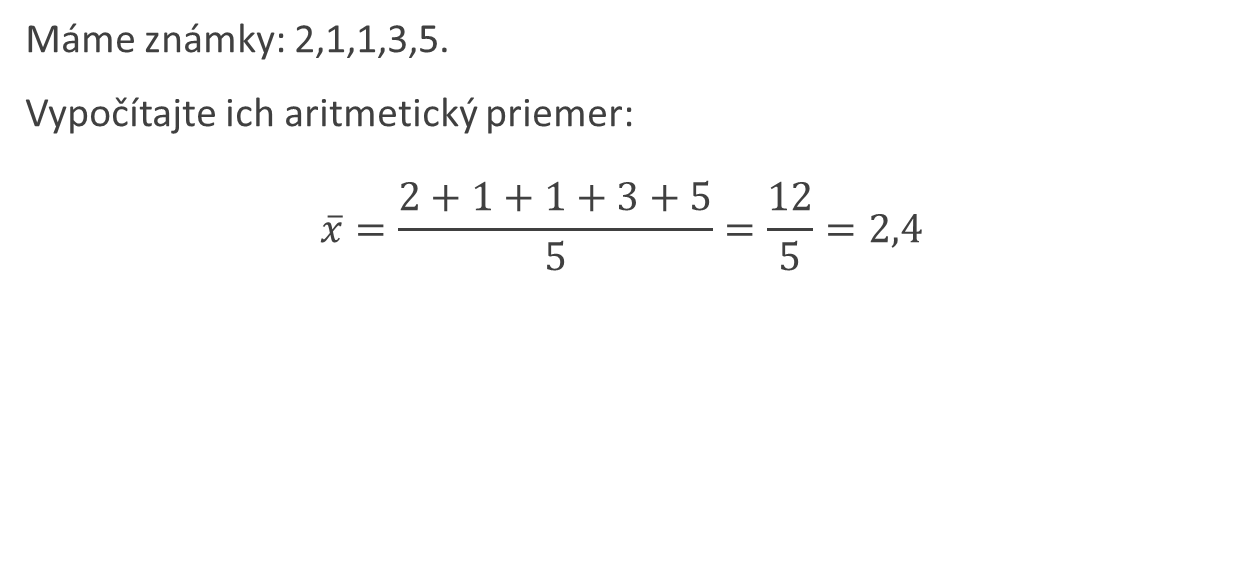 Máme známky: 2,1,1,3,5.
Vypočítajte ich aritmetický priemer:
x̄ = (2 + 1 + 1 + 3 + 5)/5 = 12/5 = 2,4